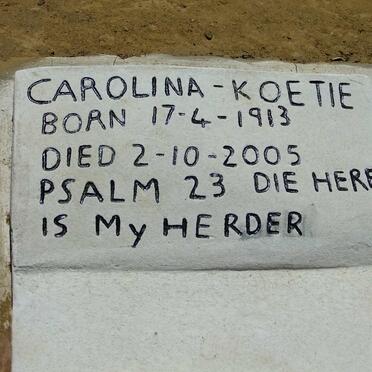 CAROLINA-KOETIE
BORN 17-4-1913
DIED 2-10-2005
PSALM 23 DIE HERE
IS My HERDER